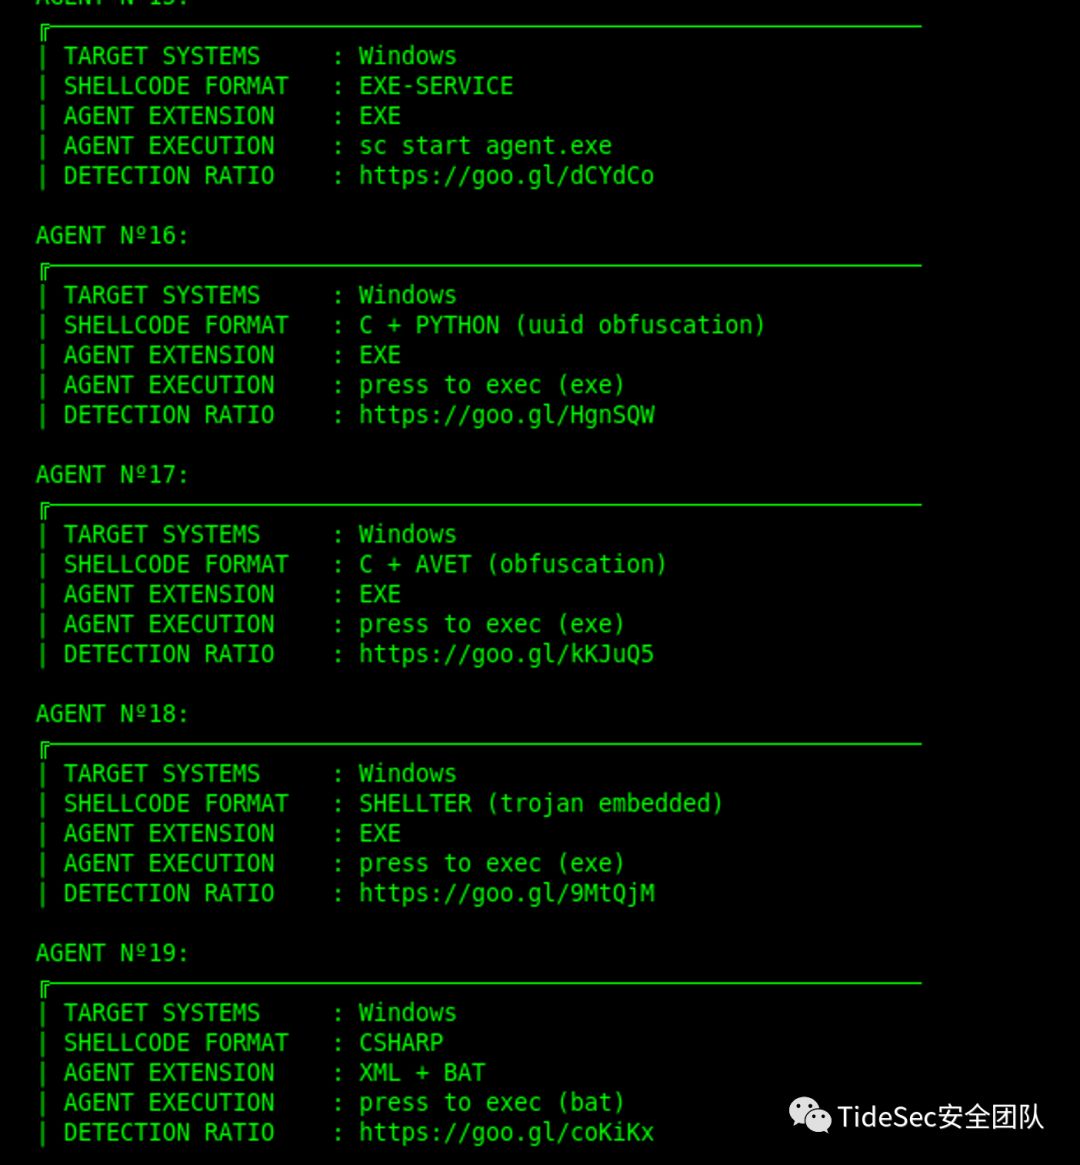 AGENT Nº15:
TARGET SYSTEMS : Windows
SHELLCODE FORMAT : EXE-SERVICE
AGENT EXTENSION : EXE
AGENT EXECUTION : sc start agent.exe
DETECTION RATIO : https://goo.gl/dCYdCo
AGENT Nº16:
TARGET SYSTEMS : Windows
SHELLCODE FORMAT : C + PYTHON (uuid obfuscation)
AGENT EXTENSION : EXE
AGENT EXECUTION : press to exec (exe)
DETECTION RATIO : https://goo.gl/HgnSQW
AGENT Nº17:
TARGET SYSTEMS : Windows
SHELLCODE FORMAT : C + AVET (obfuscation)
AGENT EXTENSION : EXE
AGENT EXECUTION : press to exec (exe)
DETECTION RATIO : https://goo.gl/kKJuQ5
AGENT Nº18:
TARGET SYSTEMS : Windows
SHELLCODE FORMAT : SHELLTER (trojan embedded)
AGENT EXTENSION : EXE
AGENT EXECUTION : press to exec (exe)
DETECTION RATIO : https://goo.gl/9MtQjM
AGENT Nº19:
TARGET SYSTEMS : Windows
SHELLCODE FORMAT : CSHARP
AGENT EXTENSION : XML + BAT
AGENT EXECUTION : press to exec (bat)
DETECTION RATIO : https://goo.gl/coKiKx
TideSec安全团队